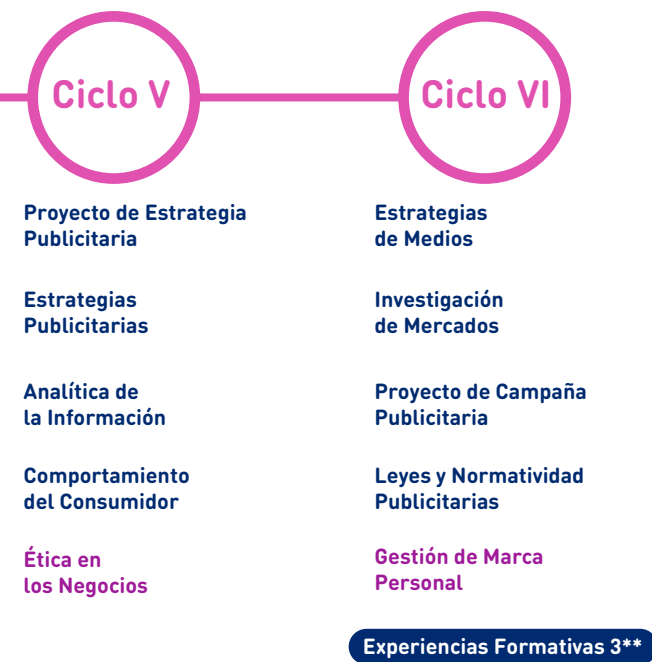 Ciclo V
Proyecto de Estrategia
Publicitaria
Estrategias
Publicitarias
Analítica de
la Información
Comportamiento
del Consumidor
Ética en
los Negocios
Ciclo VI
Estrategias
de Medios
Investigación
de Mercados
Proyecto de Campaña
Publicitaria
Leyes y Normatividad
Publicitarias
Gestión de Marca
Personal
Experiencias Formativas 3**